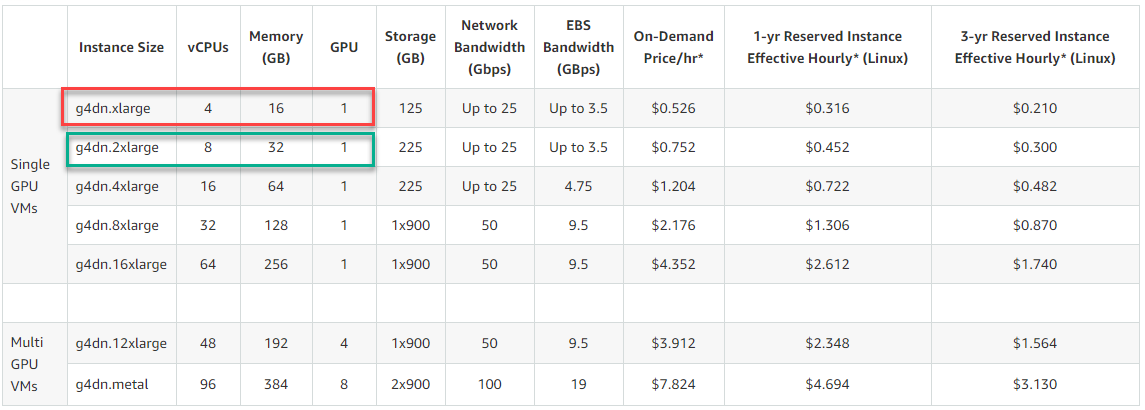 Instance Size vCPUs Memory (GB) GPU Storage (GB) Network Bandwidth (Gbps) EBS Bandwidth (GBps) On-Demand Price/hr* 1-yr Reserved Instance Effective Hourly* (Linux) 3-yr Reserved Instance Effective Hourly* (Linux)
Single GPU VMs
g4dn.xlarge 4 16 1 125 Up to 25 Up to 3.5 $0.526 $0.316 $0.210
g4dn.2xlarge 8 32 1 225 Up to 25 Up to 3.5 $0.752 $0.452 $0.300
g4dn.4xlarge 16 64 1 225 Up to 25 4.75 $1.204 $0.722 $0.482
g4dn.8xlarge 32 128 1 1x900 50 9.5 $2.176 $1.306 $0.870
g4dn.16xlarge 64 256 1 1x900 50 9.5 $4.352 $2.612 $1.740
Multi GPU VMs
g4dn.12xlarge 48 192 4 1x900 50 9.5 $3.912 $2.348 $1.564
g4dn.metal 96 384 8 2x900 100 19 $7.824 $4.694 $3.130